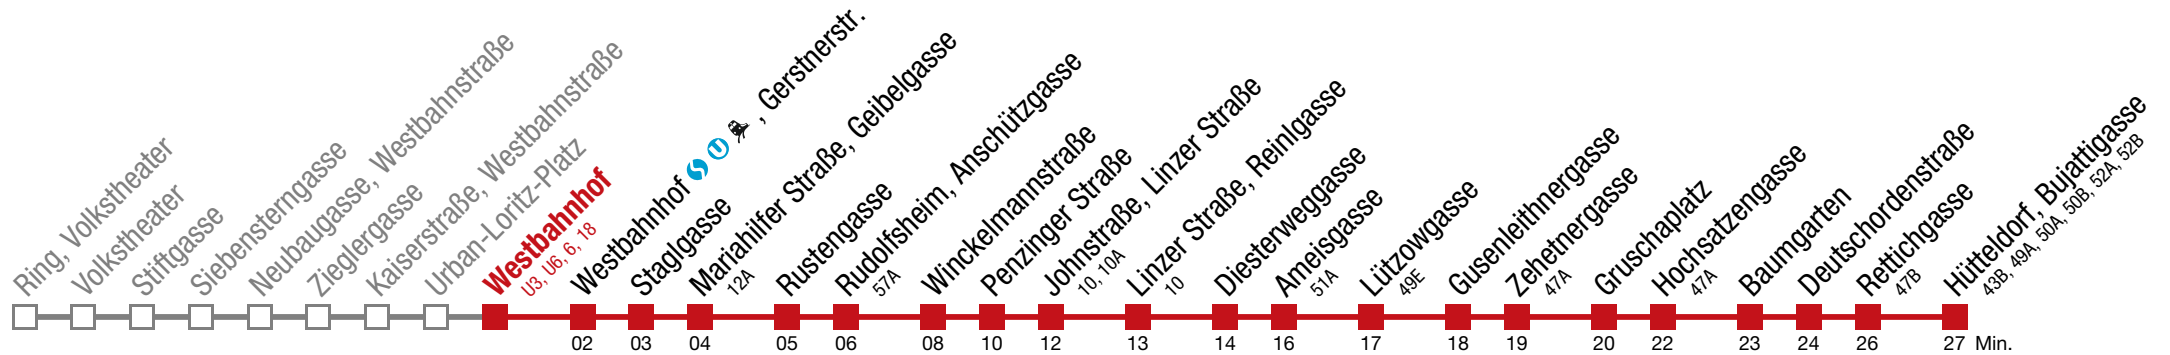 Ring, Volkstheater
Volkstheater
Stiftgasse
Siebensterngasse
Neubaugasse, Westbahnstraße
Zieglergasse
Kaiserstraße, Westbahnstraße
Urban-Loritz-Platz
Westbahnhof
U3, U6, 6, 18
Westbahnhof S U , Gerstnerstr.
Staglgasse
Mariahilfer Straße, Geibelgasse
12A
Rustengasse
Rudolfsheim, Anschützgasse
57A
Winckelmannstraße
Penzinger Straße
Johnstraße, Linzer Straße
10, 10A
Linzer Straße, Reinlgasse
10
Diesterweggasse
Ameisgasse
51A
Lützowgasse
49E
Gusenleithnergasse
Zehetnergasse
47A
Gruschaplatz
Hochsatzengasse
47A
Baumgarten
Deutschordenstraße
Rettichgasse
47B
Hütteldorf, Bujattigasse
43B, 49A, 50A, 50B, 52A, 52B
02 03 04 05 06 08 10 12 13 14 16 17 18 19 20 22 23 24 26 27 Min.